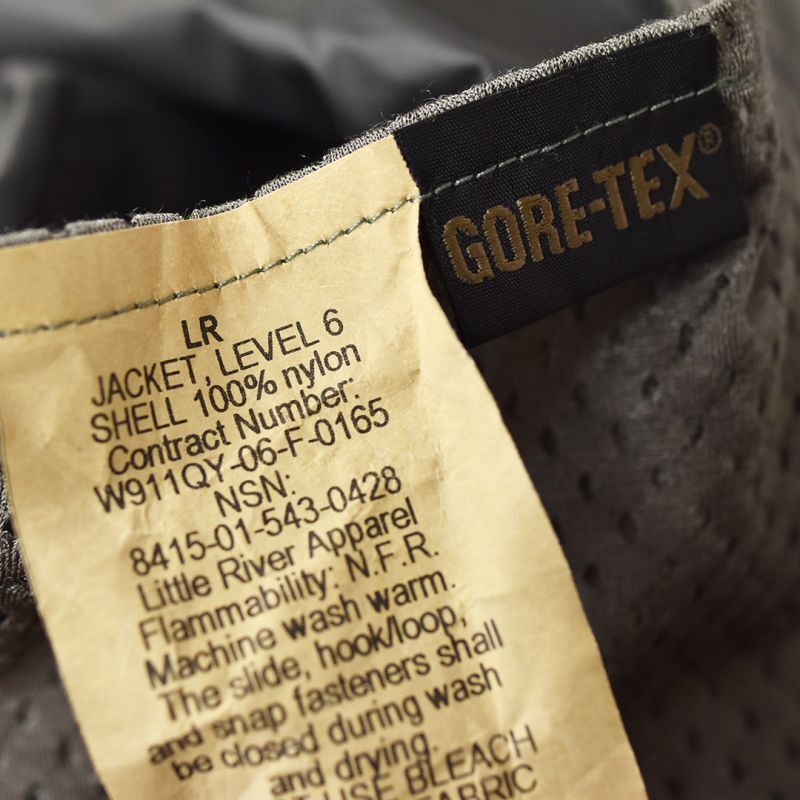 GORE-TEX®
LR
JACKET, LEVEL 6
SHELL 100% nylon
Contract Number:
W911QY-06-F-0165
NSN:
8415-01-543-0428
Little River Apparel
Flammability: N.F.R.
Machine wash warm.
The slide, hook/loop,
and snap fasteners shall
be closed during wash
and drying.
USE BLEACH
FABRIC